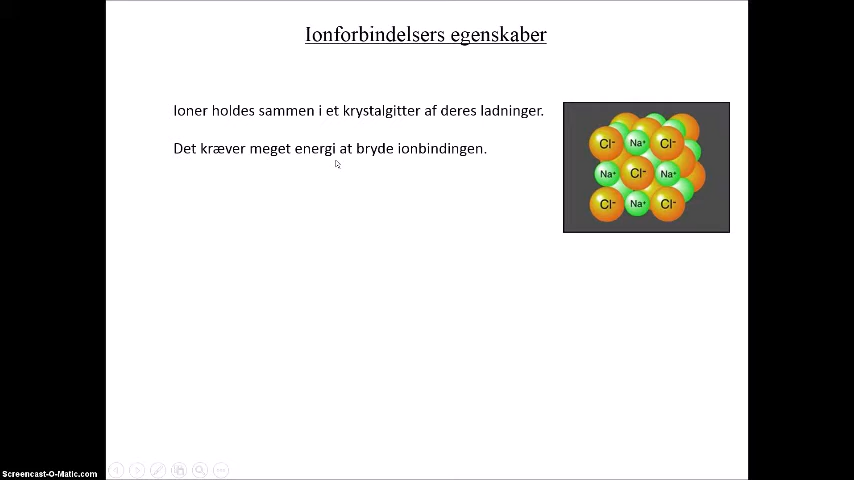 Ionforbindelsers egenskaber
Ioner holdes sammen i et krystalgitter af deres ladninger.
Det kræver meget energi at bryde ionbindingen.
Cl⁻ Na⁺ Cl⁻
Na⁺ Cl⁻ Na⁺
Cl⁻ Na⁺ Cl⁻
Screencast-O-Matic.com